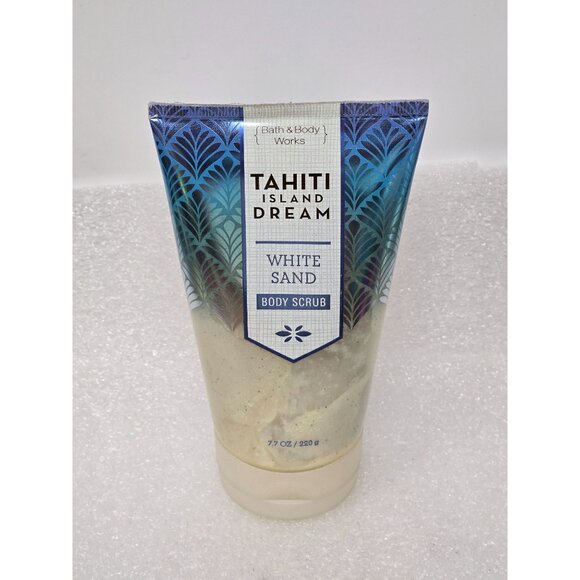 { Bath & Body
Works }
TAHITI
ISLAND
DREAM
WHITE
SAND
BODY SCRUB
7.7 OZ / 220 g